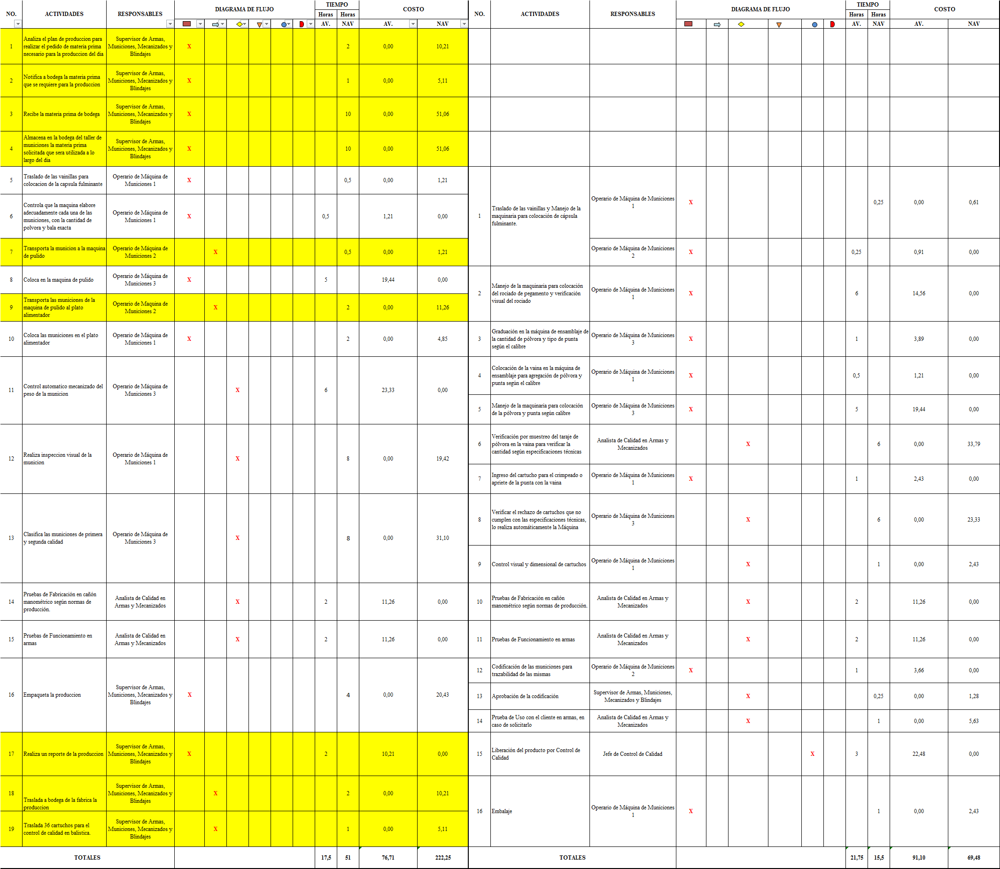 NO. ACTIVIDADES RESPONSABLES DIAGRAMA DE FLUJO TIEMPO COSTO
Horas Horas
AV. NAV AV. NAV
1 Analiza el plan de produccion para
realizar el pedido de materia prima
necesario para la produccion del dia
Supervisor de Armas,
Municiones, Mecanizados y
Blindajes
X 2 0,00 10,21
2 Notifica a bodega la materia prima
que se requiere para la produccion
Supervisor de Armas,
Municiones, Mecanizados y
Blindajes
X 1 0,00 5,11
3 Recibe la materia prima de bodega
Supervisor de Armas,
Municiones, Mecanizados y
Blindajes
X 10 0,00 51,06
4 Almacena en la bodega del taller de
municiones la materia prima
solicitada que sera utilizada a lo
largo del dia
Supervisor de Armas,
Municiones, Mecanizados y
Blindajes
X 10 0,00 51,06
5 Traslado de las vainillas para
colocacion de la capsula fulminante
Operario de Máquina de
Municiones 1
X 0,5 0,00 1,21
6 Controla que la maquina elabore
adecuadamente cada una de las
municiones, con la cantidad de
polvora y bala exacta
Operario de Máquina de
Municiones 1
X 0,5 1,21 0,00
7 Transporta la municion a la maquina
de pulido
Operario de Máquina de
Municiones 2
X 0,5 0,00 1,21
8 Coloca en la maquina de pulido
Operario de Máquina de
Municiones 3
X 5 19,44 0,00
9 Transporta las municiones de la
maquina de pulido al plato
alimentador
Operario de Maquina de
Municiones 2
X 2 0,00 11,26
10 Coloca las municiones en el plato
alimentador
Operario de Máquina de
Municiones 1
X 2 0,00 4,85
11 Control automatico mecanizado del
peso de la municion
Operario de Máquina de
Municiones 3
X 6 23,33 0,00
12 Realiza inspeccion visual de la
municion
Operario de Máquina de
Municiones 1
X 8 0,00 19,42
13 Clasifica las municiones de primera
y segunda calidad
Operario de Máquina de
Municiones 3
X 8 0,00 31,10
14 Pruebas de Fabricación en cañón
manométrico según normas de
producción.
Analista de Calidad en
Armas y Mecanizados
X 2 11,26 0,00
15 Pruebas de Funcionamiento en
armas
Analista de Calidad en
Armas y Mecanizados
X 2 11,26 0,00
16 Empaqueta la produccion
Supervisor de Armas,
Municiones, Mecanizados y
Blindajes
X 4 0,00 20,43
17 Realiza un reporte de la produccion
Supervisor de Armas,
Municiones, Mecanizados y
Blindajes
X 2 10,21 0,00
18 Traslada a bodega de la fabrica la
produccion
Supervisor de Armas,
Municiones, Mecanizados y
Blindajes
X 2 0,00 10,21
19 Traslada 36 cartuchos para el
control de calidad en balistica.
Supervisor de Armas,
Municiones, Mecanizados y
Blindajes
X 1 0,00 5,11
TOTALES 17,5 51 76,71 222,25
NO. ACTIVIDADES RESPONSABLES DIAGRAMA DE FLUJO TIEMPO COSTO
Horas Horas
AV. NAV AV. NAV
1 Traslado de las vainillas y Manejo de la
maquinaria para colocación de cápsula
fulminante.
Operario de Máquina de Municiones
1
X 0,25 0,00 0,61
Operario de Máquina de Municiones
2
X 0,25 0,91 0,00
2 Manejo de la maquinaria para colocación
del rociado de pegamento y verificación
visual del rociado
Operario de Máquina de Municiones
1
X 6 14,56 0,00
3 Graduación en la máquina de ensamblaje de
la cantidad de pólvora y tipo de punta
según el calibre
Operario de Máquina de Municiones
3
X 1 3,89 0,00
4 Colocación de la vaina en la máquina de
ensamblaje para agregación de pólvora y
punta según el calibre
Operario de Máquina de Municiones
1
X 0,5 1,21 0,00
5 Manejo de la maquinaria para colocación
de la pólvora y punta según calibre
Operario de Máquina de Municiones
3
X 5 19,44 0,00
6 Verificación por muestreo del taraje de
pólvora en la vaina para verificar la
cantidad según especificaciones técnicas
Analista de Calidad en Armas y
Mecanizados
X 6 0,00 33,79
7 Ingreso del cartucho para el crimpeado o
apriete de la punta con la vaina
Operario de Máquina de Municiones
1
X 1 2,43 0,00
8 Verificar el rechazo de cartuchos que no
cumplen con las especificaciones técnicas,
lo realiza automáticamente la Máquina
Operario de Máquina de Municiones
3
X 6 0,00 23,33
9 Control visual y dimensional de cartuchos
Operario de Máquina de Municiones
1
X 1 0,00 2,43
10 Pruebas de Fabricación en cañón
manométrico según normas de producción.
Analista de Calidad en Armas y
Mecanizados
X 2 11,26 0,00
11 Pruebas de Funcionamiento en armas
Analista de Calidad en Armas y
Mecanizados
X 2 11,26 0,00
12 Codificación de las municiones para
trazabilidad de las mismas
Operario de Máquina de Municiones
2
X 1 3,66 0,00
13 Aprobación de la codificación
Supervisor de Armas, Municiones,
Mecanizados y Blindajes
X 0,25 0,00 1,28
14 Prueba de Uso con el cliente en armas, en
caso de solicitarlo
Analista de Calidad en Armas y
Mecanizados
X 1 0,00 5,63
15 Liberación del producto por Control de
Calidad
Jefe de Control de Calidad
X 3 22,48 0,00
16 Embalaje
Operario de Máquina de Municiones
1
X 1 0,00 2,43
TOTALES 21,75 15,5 91,10 69,48